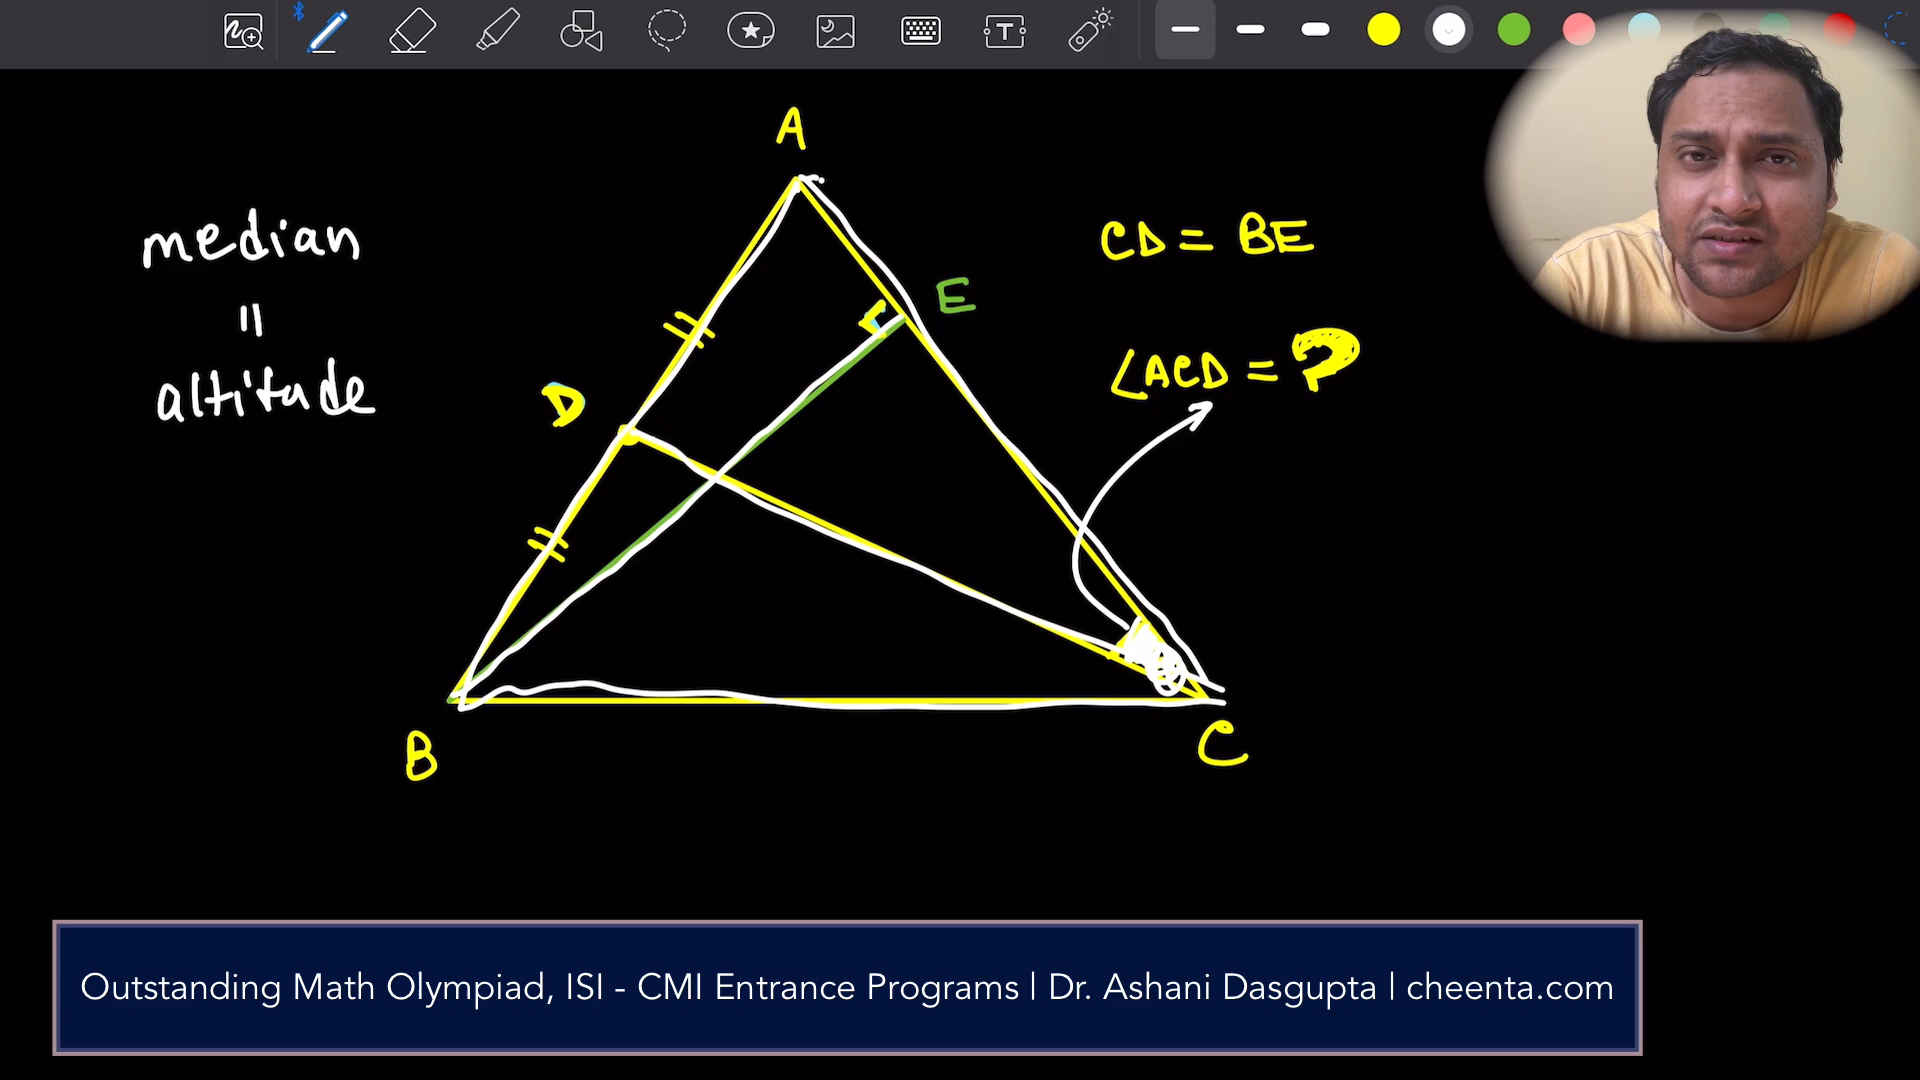 A
median
=
altitude
CD = BE
E
∠ACD = ?
D
B
C
Outstanding Math Olympiad, ISI - CMI Entrance Programs | Dr. Ashani Dasgupta | cheenta.com